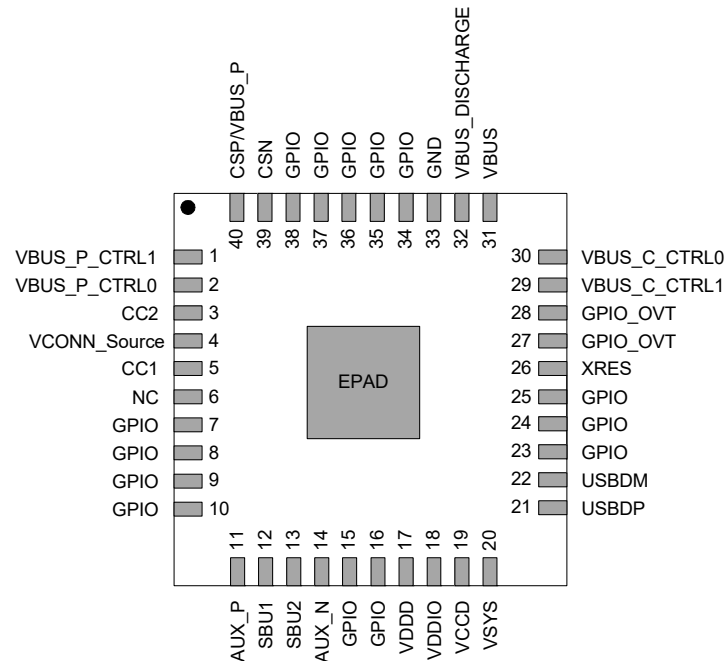 CSP/VBUS_P
CSN
GPIO
GPIO
GPIO
GPIO
GPIO
GND
VBUS_DISCHARGE
VBUS
40
39
38
37
36
35
34
33
32
31
VBUS_P_CTRL1 1
VBUS_P_CTRL0 2
CC2 3
VCONN_Source 4
CC1 5
NC 6
GPIO 7
GPIO 8
GPIO 9
GPIO 10
EPAD
30 VBUS_C_CTRL0
29 VBUS_C_CTRL1
28 GPIO_OVT
27 GPIO_OVT
26 XRES
25 GPIO
24 GPIO
23 GPIO
22 USBDM
21 USBDP
11
12
13
14
15
16
17
18
19
20
AUX_P
SBU1
SBU2
AUX_N
GPIO
GPIO
VDDD
VDDIO
VCCD
VSYS